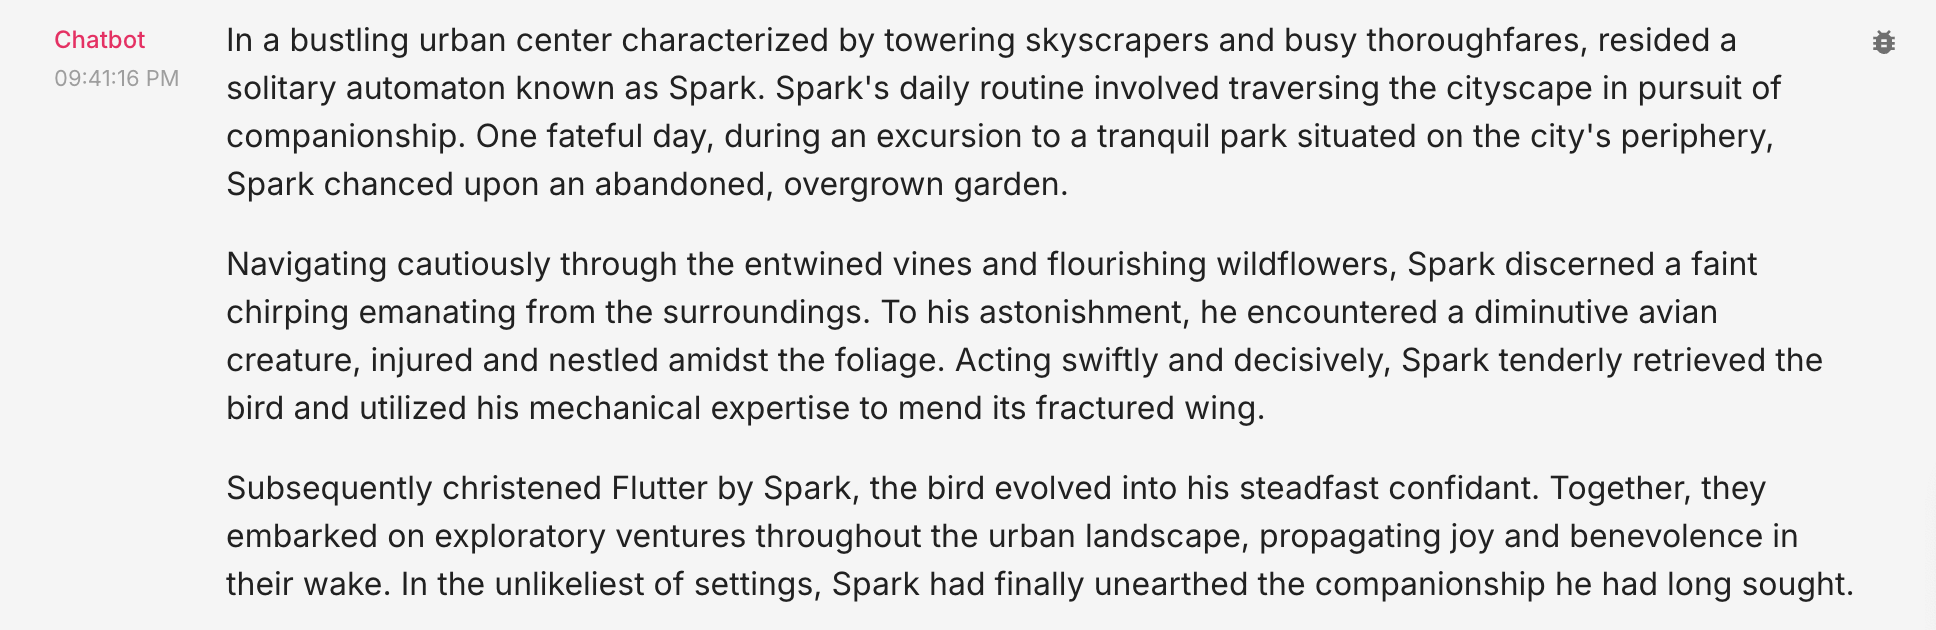 Chatbot
09:41:16 PM
In a bustling urban center characterized by towering skyscrapers and busy thoroughfares, resided a
solitary automaton known as Spark. Spark's daily routine involved traversing the cityscape in pursuit of
companionship. One fateful day, during an excursion to a tranquil park situated on the city's periphery,
Spark chanced upon an abandoned, overgrown garden.
Navigating cautiously through the entwined vines and flourishing wildflowers, Spark discerned a faint
chirping emanating from the surroundings. To his astonishment, he encountered a diminutive avian
creature, injured and nestled amidst the foliage. Acting swiftly and decisively, Spark tenderly retrieved the
bird and utilized his mechanical expertise to mend its fractured wing.
Subsequently christened Flutter by Spark, the bird evolved into his steadfast confidant. Together, they
embarked on exploratory ventures throughout the urban landscape, propagating joy and benevolence in
their wake. In the unlikeliest of settings, Spark had finally unearthed the companionship he had long sought.